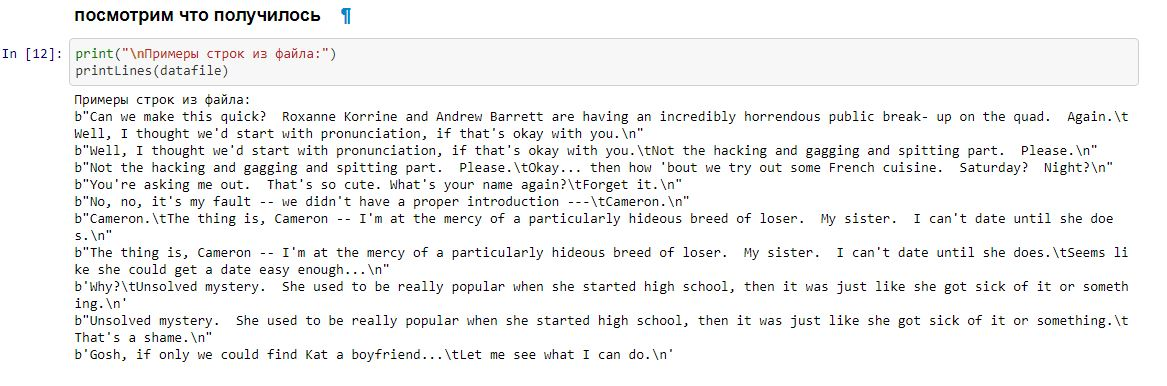 посмотрим что получилось ¶
In [12]:
print("\nПримеры строк из файла:")
printLines(datafile)
Примеры строк из файла:
b"Can we make this quick?  Roxanne Korrine and Andrew Barrett are having an incredibly horrendous public break- up on the quad.  Again.\t
Well, I thought we'd start with pronunciation, if that's okay with you.\n"
b"Well, I thought we'd start with pronunciation, if that's okay with you.\tNot the hacking and gagging and spitting part.  Please.\n"
b"Not the hacking and gagging and spitting part.  Please.\tOkay... then how 'bout we try out some French cuisine.  Saturday?  Night?\n"
b"You're asking me out.  That's so cute. What's your name again?\tForget it.\n"
b"No, no, it's my fault -- we didn't have a proper introduction ---\tCameron.\n"
b"Cameron.\tThe thing is, Cameron -- I'm at the mercy of a particularly hideous breed of loser.  My sister.  I can't date until she doe
s.\n"
b"The thing is, Cameron -- I'm at the mercy of a particularly hideous breed of loser.  My sister.  I can't date until she does.\tSeems li
ke she could get a date easy enough...\n"
b'Why?\tUnsolved mystery.  She used to be really popular when she started high school, then it was just like she got sick of it or someth
ing.\n'
b"Unsolved mystery.  She used to be really popular when she started high school, then it was just like she got sick of it or something.\t
That's a shame.\n"
b'Gosh, if only we could find Kat a boyfriend...\tLet me see what I can do.\n'